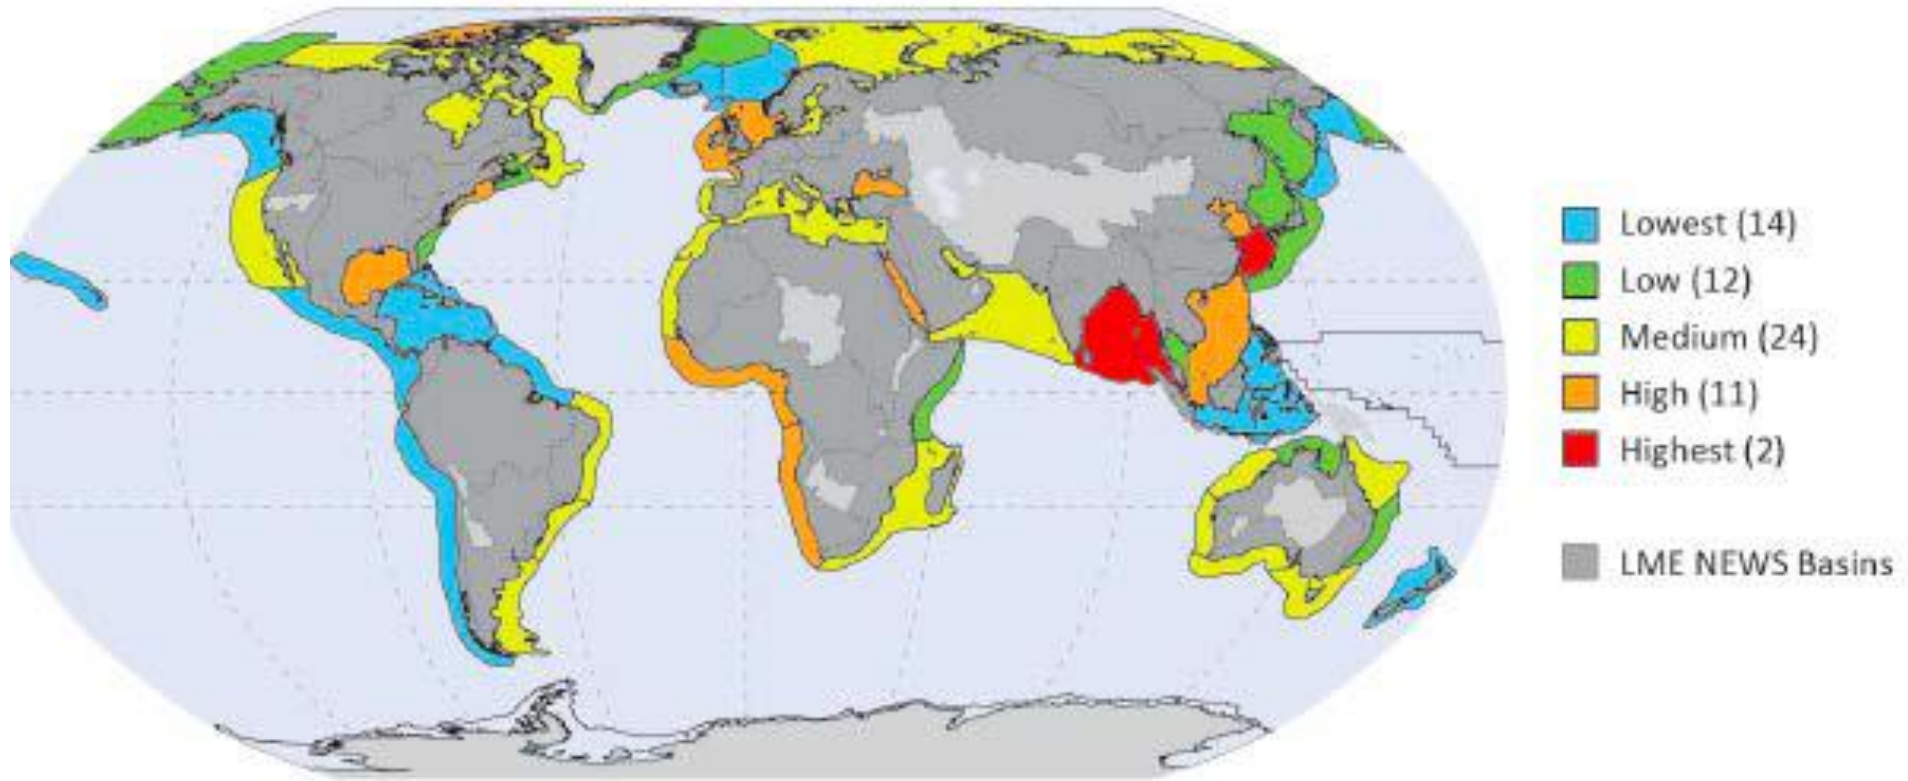 Lowest (14)
Low (12)
Medium (24)
High (11)
Highest (2)
LME NEWS Basins